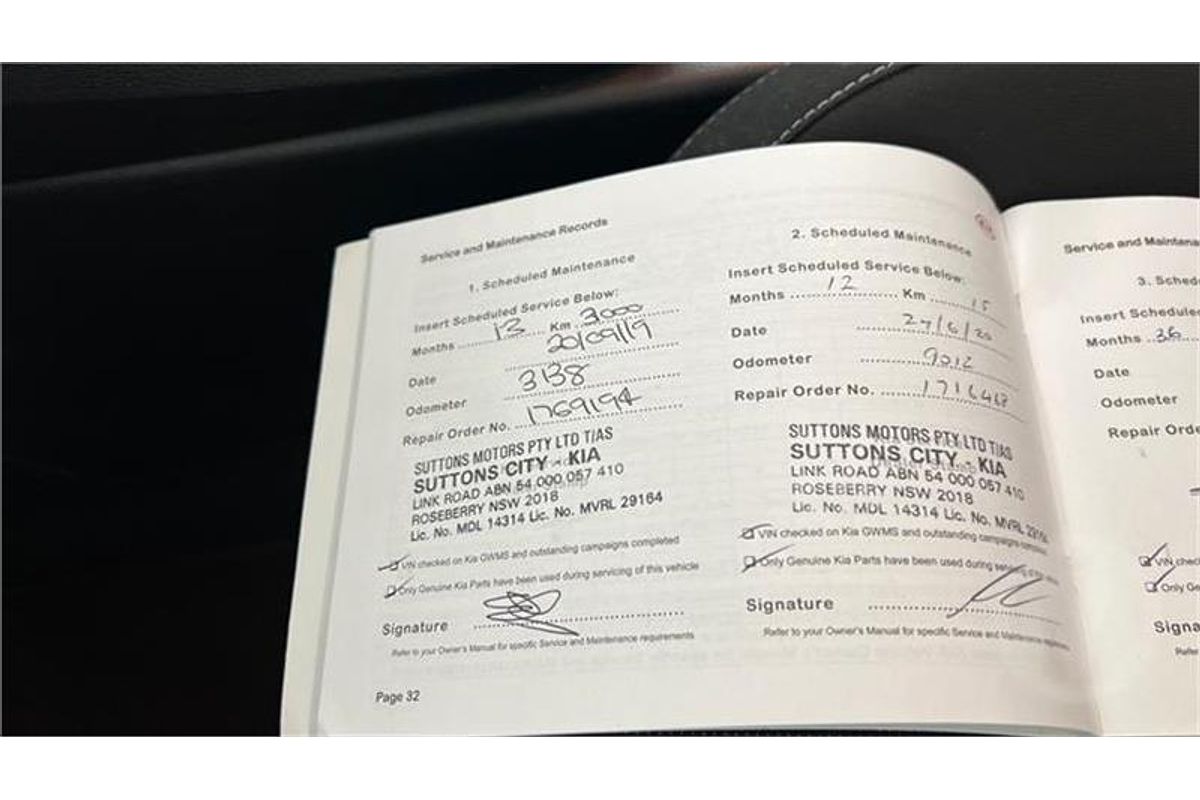 Service and Maintenance Records
1. Scheduled Maintenance
Insert Scheduled Service Below:
Months 13 Km 3000
Date 20/09/19
Odometer 3138
Repair Order No. 1769194
SUTTONS MOTORS PTY LTD T/AS
SUTTONS CITY - KIA
LINK ROAD ABN 54 000 057 410
ROSEBERRY NSW 2018
Lic. No. MDL 14314 Lic. No. MVRL 29164
VIN checked on Kia GWMS and outstanding campaigns completed
Only Genuine Kia Parts have been used during servicing of this vehicle
Signature
Refer to your Owner's Manual for specific Service and Maintenance requirements
Page 32
2. Scheduled Maintenance
Insert Scheduled Service Below:
Months 12 Km 15
Date 24/6/20
Odometer 9012
Repair Order No.
SUTTONS MOTORS PTY LTD T/AS
SUTTONS CITY - KIA
LINK ROAD ABN 54 000 057 410
ROSEBERRY NSW 2018
Lic. No. MDL 14314 Lic. No. MVRL
VIN checked on Kia GWMS and outstanding campaigns
Only Genuine Kia Parts have been used during
Signature
Refer to your Owner's Manual for specific Service and Maintenance
Service and Maintena
3. Sched
Insert Schedule
Months 36
Date
Odometer
Repair Orde
VIN chec
Only Ge
Signa
Refer